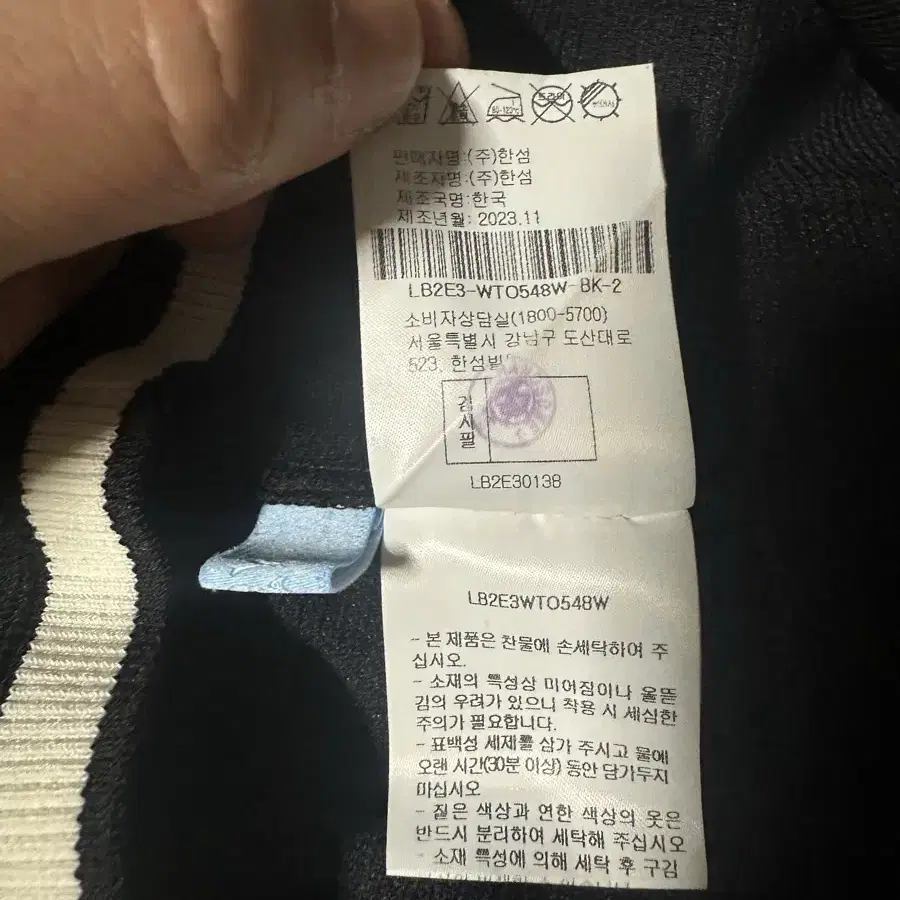 80-120℃
드라이
판매자명:(주)한섬
제조자명:(주)한섬
제조국명:한국
제조년월: 2023.11
LB2E3-WTO548W-BK-2
소비자상담실(1800-5700)
서울특별시 강남구 도산대로
523, 한섬빌
검사필
LB2E30138
LB2E3WTO548W
- 본 제품은 찬물에 손세탁하여 주
십시오.
- 소재의 특성상 미어짐이나 올뜯
김의 우려가 있으니 착용 시 세심한
주의가 필요합니다.
- 표백성 세제를 삼가 주시고 물에
오랜 시간(30분 이상) 동안 담가두지
마십시오
- 짙은 색상과 연한 색상의 옷은
반드시 분리하여 세탁해 주십시오
- 소재 특성에 의해 세탁 후 구김